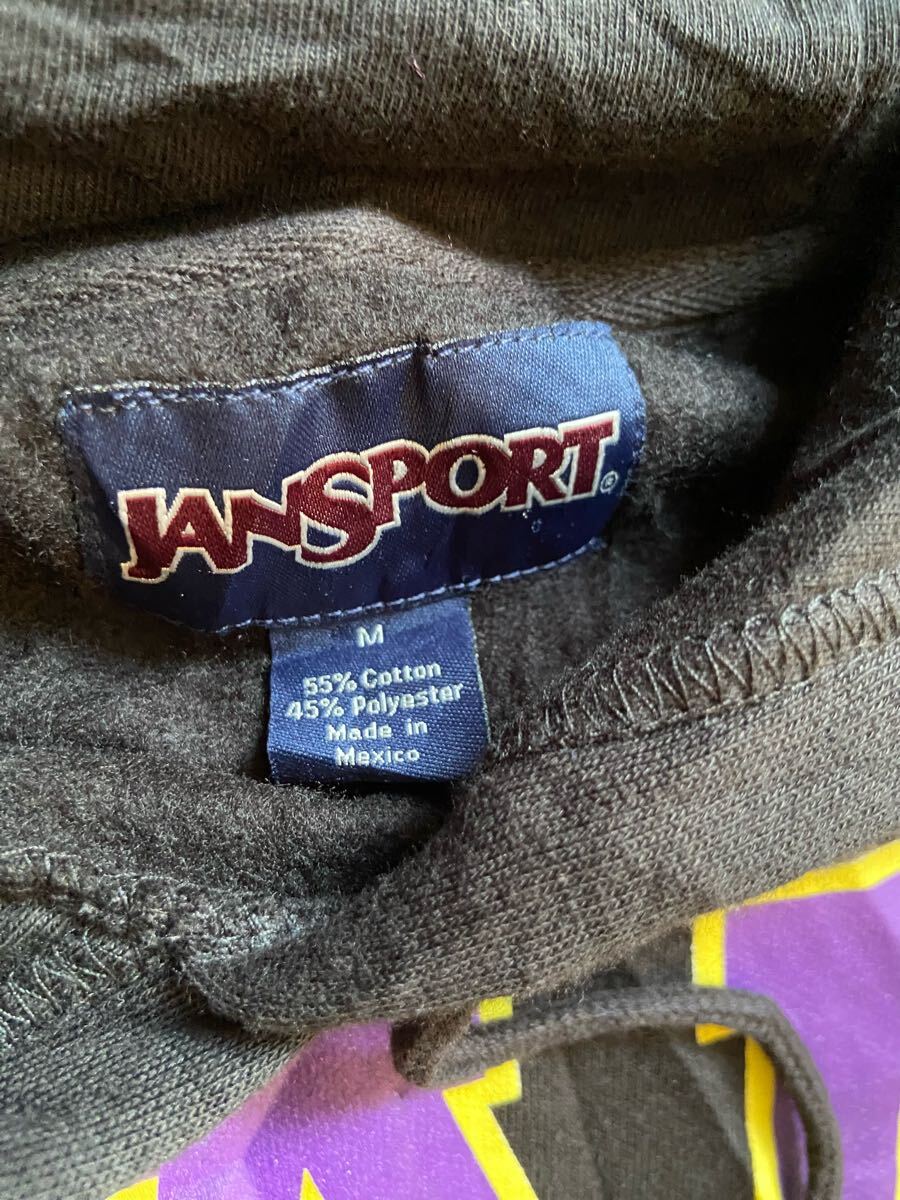 JANSPORT®
M
55% Cotton
45% Polyester
Made in
Mexico